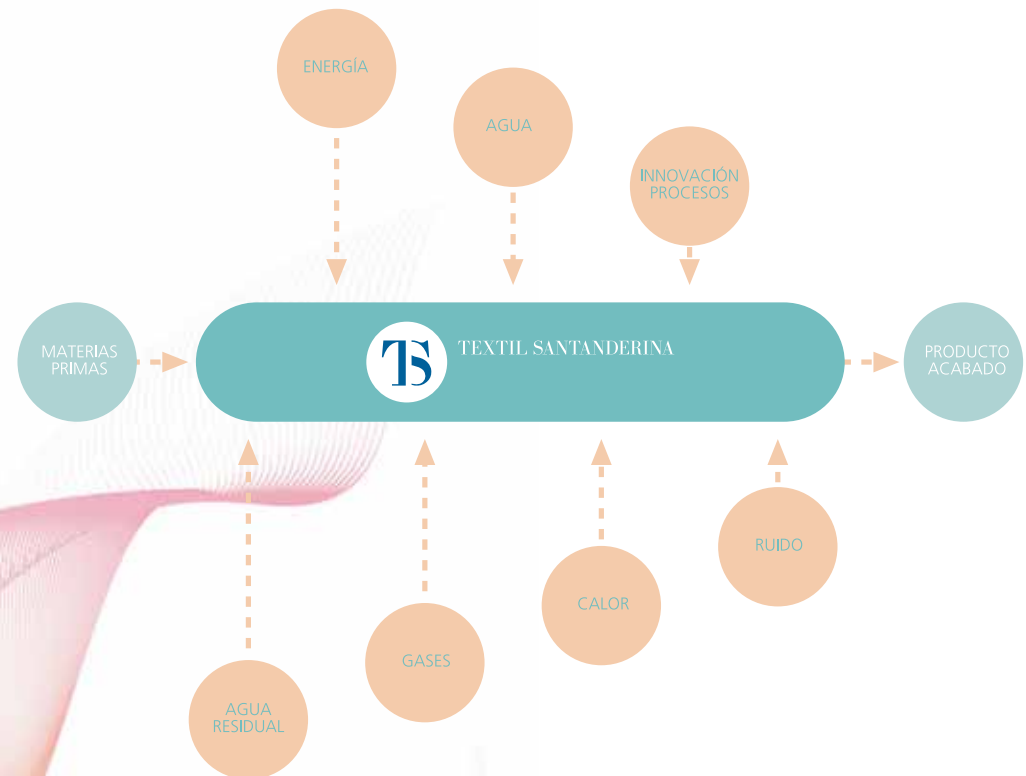 ENERGÍA
AGUA
INNOVACIÓN
PROCESOS
MATERIAS
PRIMAS
TS
TEXTIL SANTANDERINA
PRODUCTO
ACABADO
RUIDO
CALOR
GASES
AGUA
RESIDUAL